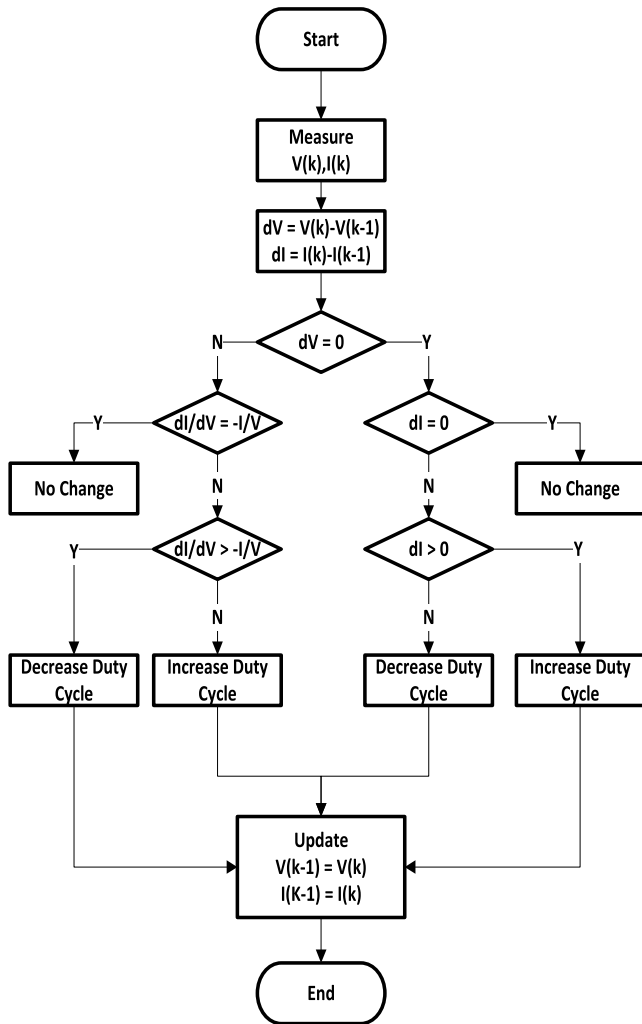 Start
Measure
V(k),I(k)
dV = V(k)-V(k-1)
dI = I(k)-I(k-1)
dV = 0
N
Y
dI/dV = -I/V
dI = 0
Y
Y
No Change
No Change
N
N
dI/dV > -I/V
dI > 0
Y
Y
N
N
Decrease Duty
Cycle
Increase Duty
Cycle
Decrease Duty
Cycle
Increase Duty
Cycle
Update
V(k-1) = V(k)
I(K-1) = I(k)
End